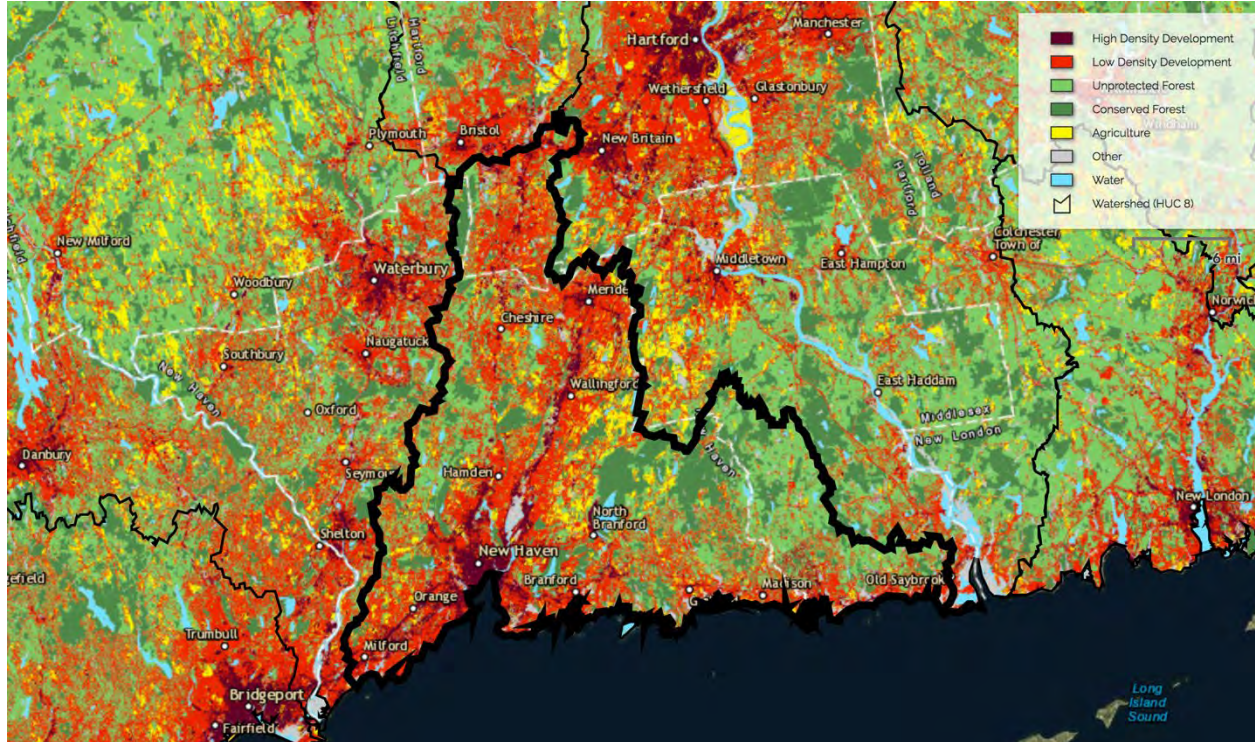 High Density Development
Low Density Development
Unprotected Forest
Conserved Forest
Agriculture
Other
Water
Watershed (HUC 8)
6 mi
Manchester
Hartford
Wethersfield
Glastonbury
Hartford
Litchfield
Plymouth
Bristol
New Britain
Tolland
Hartford
Windham
New Milford
Waterbury
Woodbury
Middletown
East Hampton
Colchester
Town of
Norwic
Meride
Cheshire
Naugatuck
Southbury
New Haven
Wallingford
Oxford
East Haddam
Middlesex
New London
Danbury
Seymou
Hamden
Haven
North
Branford
Shelton
New London
New Haven
Branford
Madison
Old Saybrook
Orange
Milford
Trumbull
Bridgeport
Fairfield
Long
Island
Sound